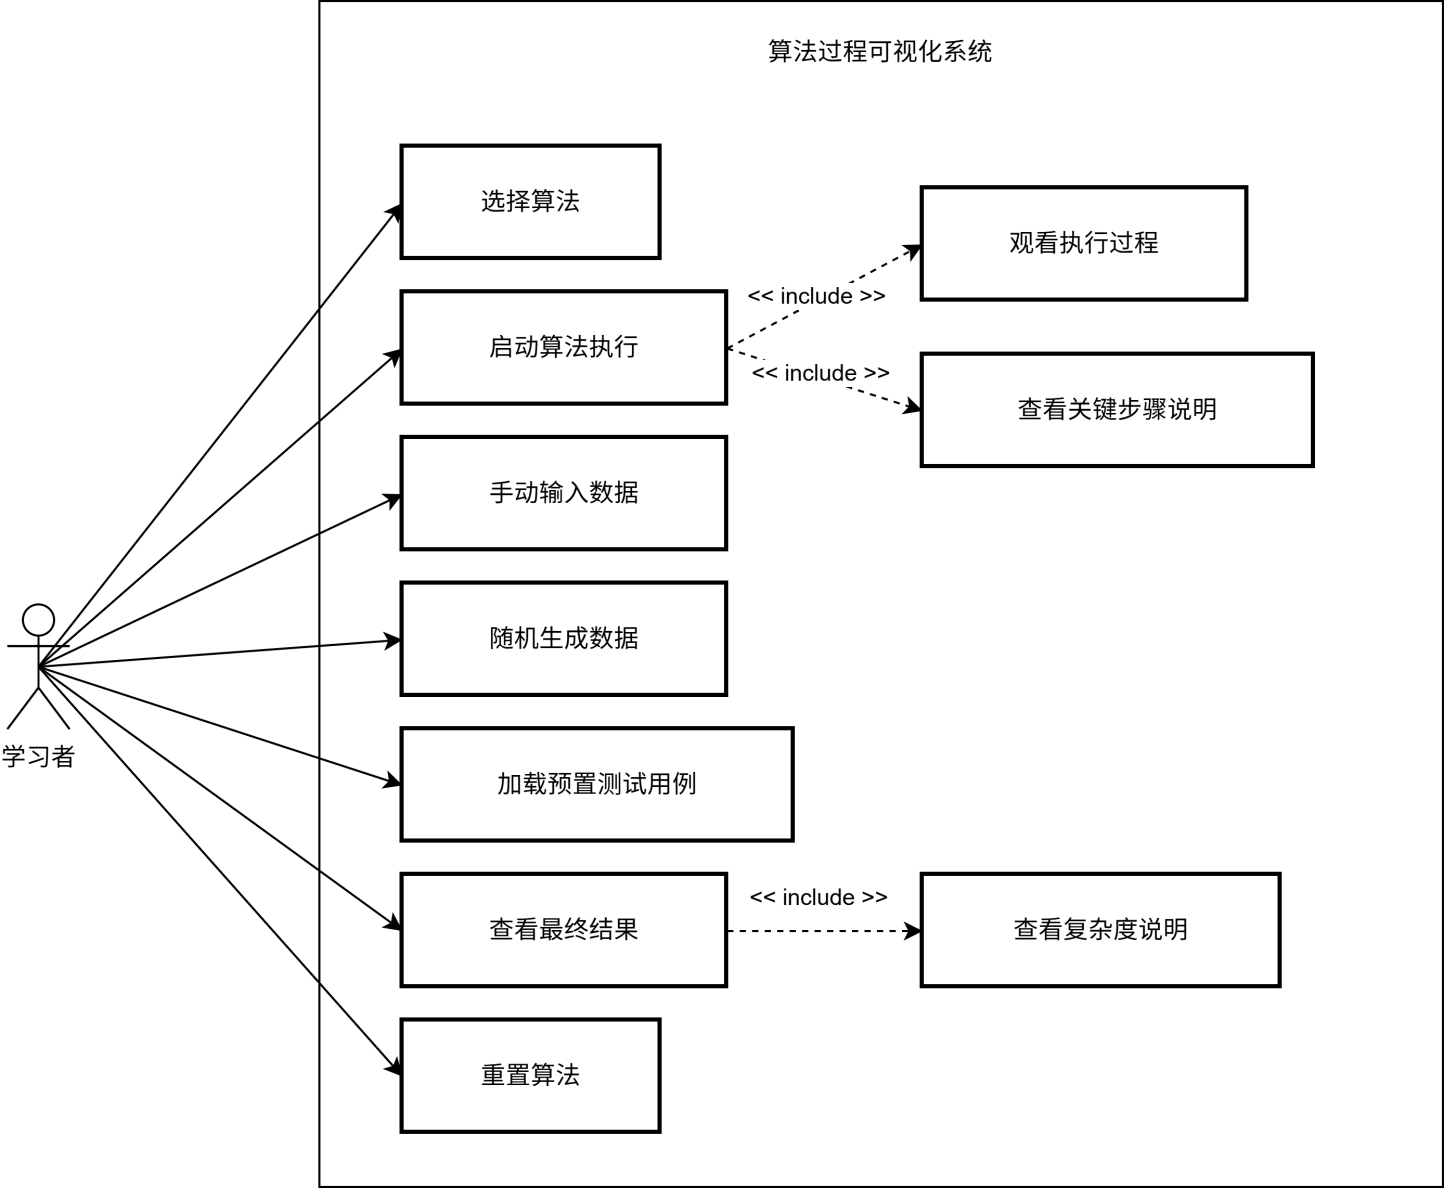 算法过程可视化系统
选择算法
观看执行过程
<< include >>
启动算法执行
<< include >>
查看关键步骤说明
手动输入数据
随机生成数据
学习者
加载预置测试用例
查看最终结果
<< include >>
查看复杂度说明
重置算法